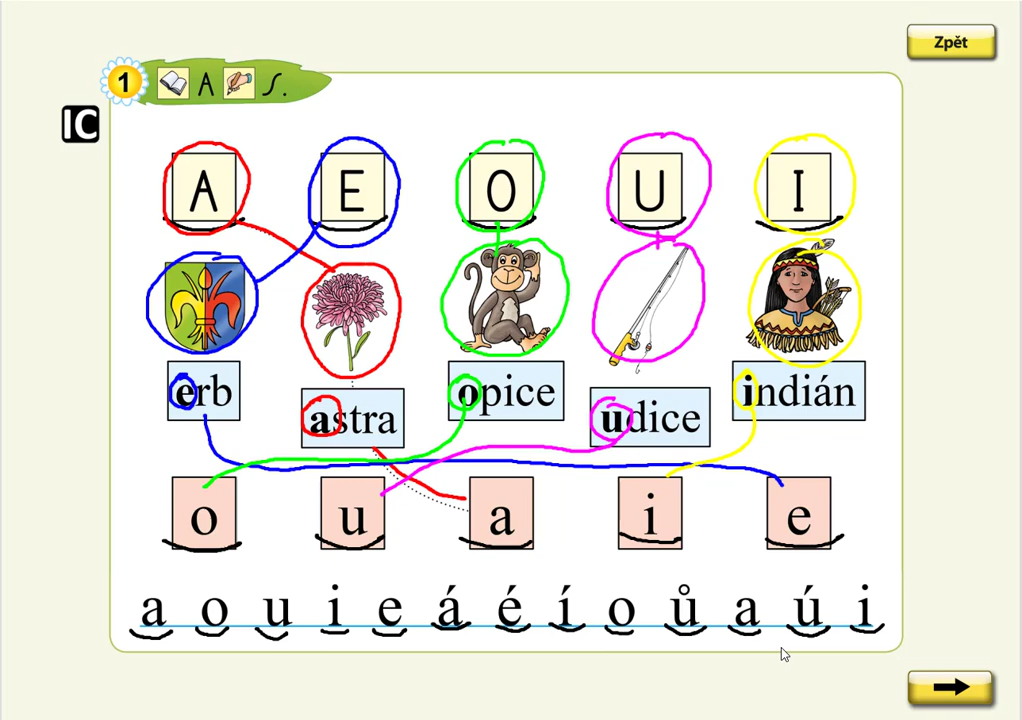 Zpět
1 A S.
IC
A E O U I
erb astra opice udice indián
o u a i e
a o u i e á é í o ů a ú i